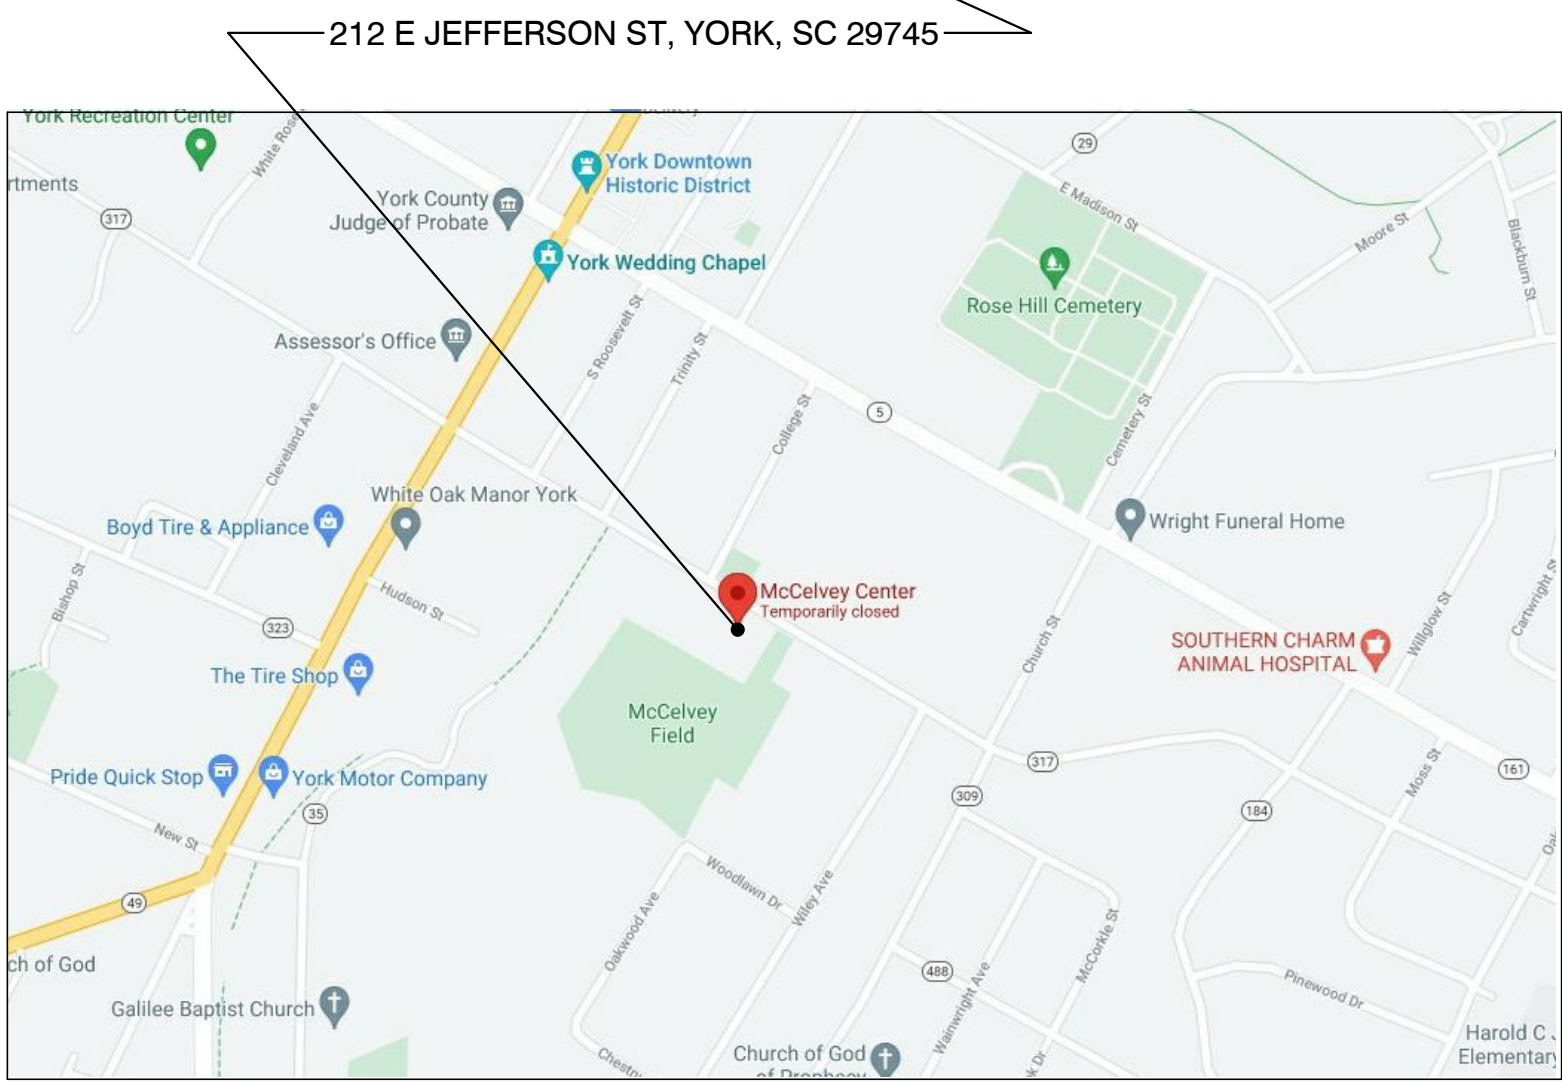 212 E JEFFERSON ST, YORK, SC 29745
York Recreation Center
White Rose
29
York Downtown
Historic District
rtments
317
York County
Judge of Probate
E Madison St
Moore St
Blackburn St
York Wedding Chapel
Rose Hill Cemetery
Assessor's Office
S Roosevelt St
Trinity St
5
College St
Cemetery St
Cleveland Ave
White Oak Manor York
Boyd Tire & Appliance
Wright Funeral Home
Bishop St
Hudson St
McCelvey Center
Temporarily closed
Cartwright St
Willglow St
323
Church St
SOUTHERN CHARM
ANIMAL HOSPITAL
The Tire Shop
McCelvey
Field
317
161
Moss St
Pride Quick Stop
York Motor Company
309
184
35
New St
Woodlawn Dr
Wiley Ave
49
Oakwood Ave
McCorkle St
ch of God
488
Wainwright Ave
Pinewood Dr
Galilee Baptist Church
Harold C
Elementary
Church of God
of Prophecy
Chestn
k Dr